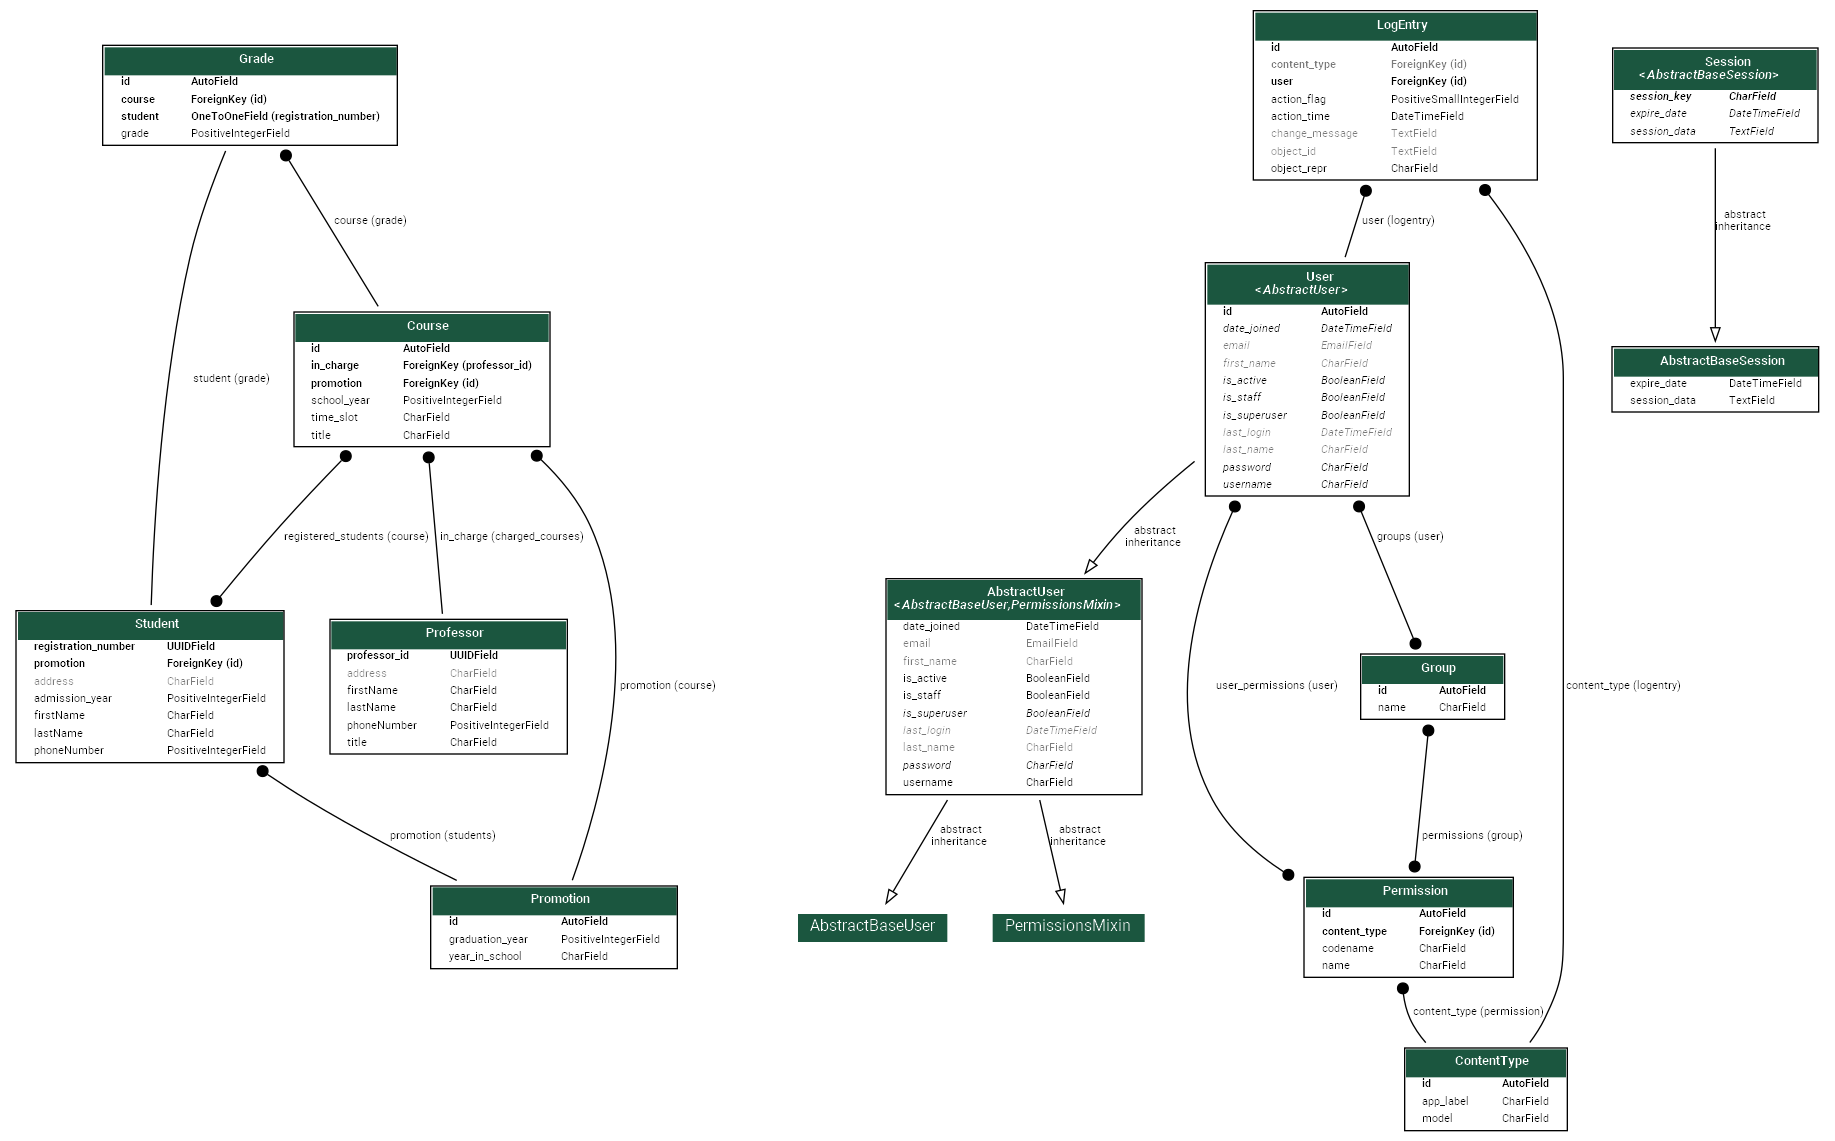 Grade
id AutoField
course ForeignKey (id)
student OneToOneField (registration_number)
grade PositiveIntegerField
course (grade)
student (grade)
Course
id AutoField
in_charge ForeignKey (professor_id)
promotion ForeignKey (id)
school_year PositiveIntegerField
time_slot CharField
title CharField
registered_students (course)
in_charge (charged_courses)
promotion (course)
Student
registration_number UUIDField
promotion ForeignKey (id)
address CharField
admission_year PositiveIntegerField
firstName CharField
lastName CharField
phoneNumber PositiveIntegerField
Professor
professor_id UUIDField
address CharField
firstName CharField
lastName CharField
phoneNumber PositiveIntegerField
title CharField
promotion (students)
Promotion
id AutoField
graduation_year PositiveIntegerField
year_in_school CharField
LogEntry
id AutoField
content_type ForeignKey (id)
user ForeignKey (id)
action_flag PositiveSmallIntegerField
action_time DateTimeField
change_message TextField
object_id TextField
object_repr CharField
user (logentry)
User
<AbstractUser>
id AutoField
date_joined DateTimeField
email EmailField
first_name CharField
is_active BooleanField
is_staff BooleanField
is_superuser BooleanField
last_login DateTimeField
last_name CharField
password CharField
username CharField
abstract
inheritance
groups (user)
AbstractUser
<AbstractBaseUser,PermissionsMixin>
date_joined DateTimeField
email EmailField
first_name CharField
is_active BooleanField
is_staff BooleanField
is_superuser BooleanField
last_login DateTimeField
last_name CharField
password CharField
username CharField
user_permissions (user)
content_type (logentry)
Group
id AutoField
name CharField
abstract
inheritance
abstract
inheritance
permissions (group)
AbstractBaseUser
PermissionsMixin
Permission
id AutoField
content_type ForeignKey (id)
codename CharField
name CharField
content_type (permission)
ContentType
id AutoField
app_label CharField
model CharField
Session
<AbstractBaseSession>
session_key CharField
expire_date DateTimeField
session_data TextField
abstract
inheritance
AbstractBaseSession
expire_date DateTimeField
session_data TextField